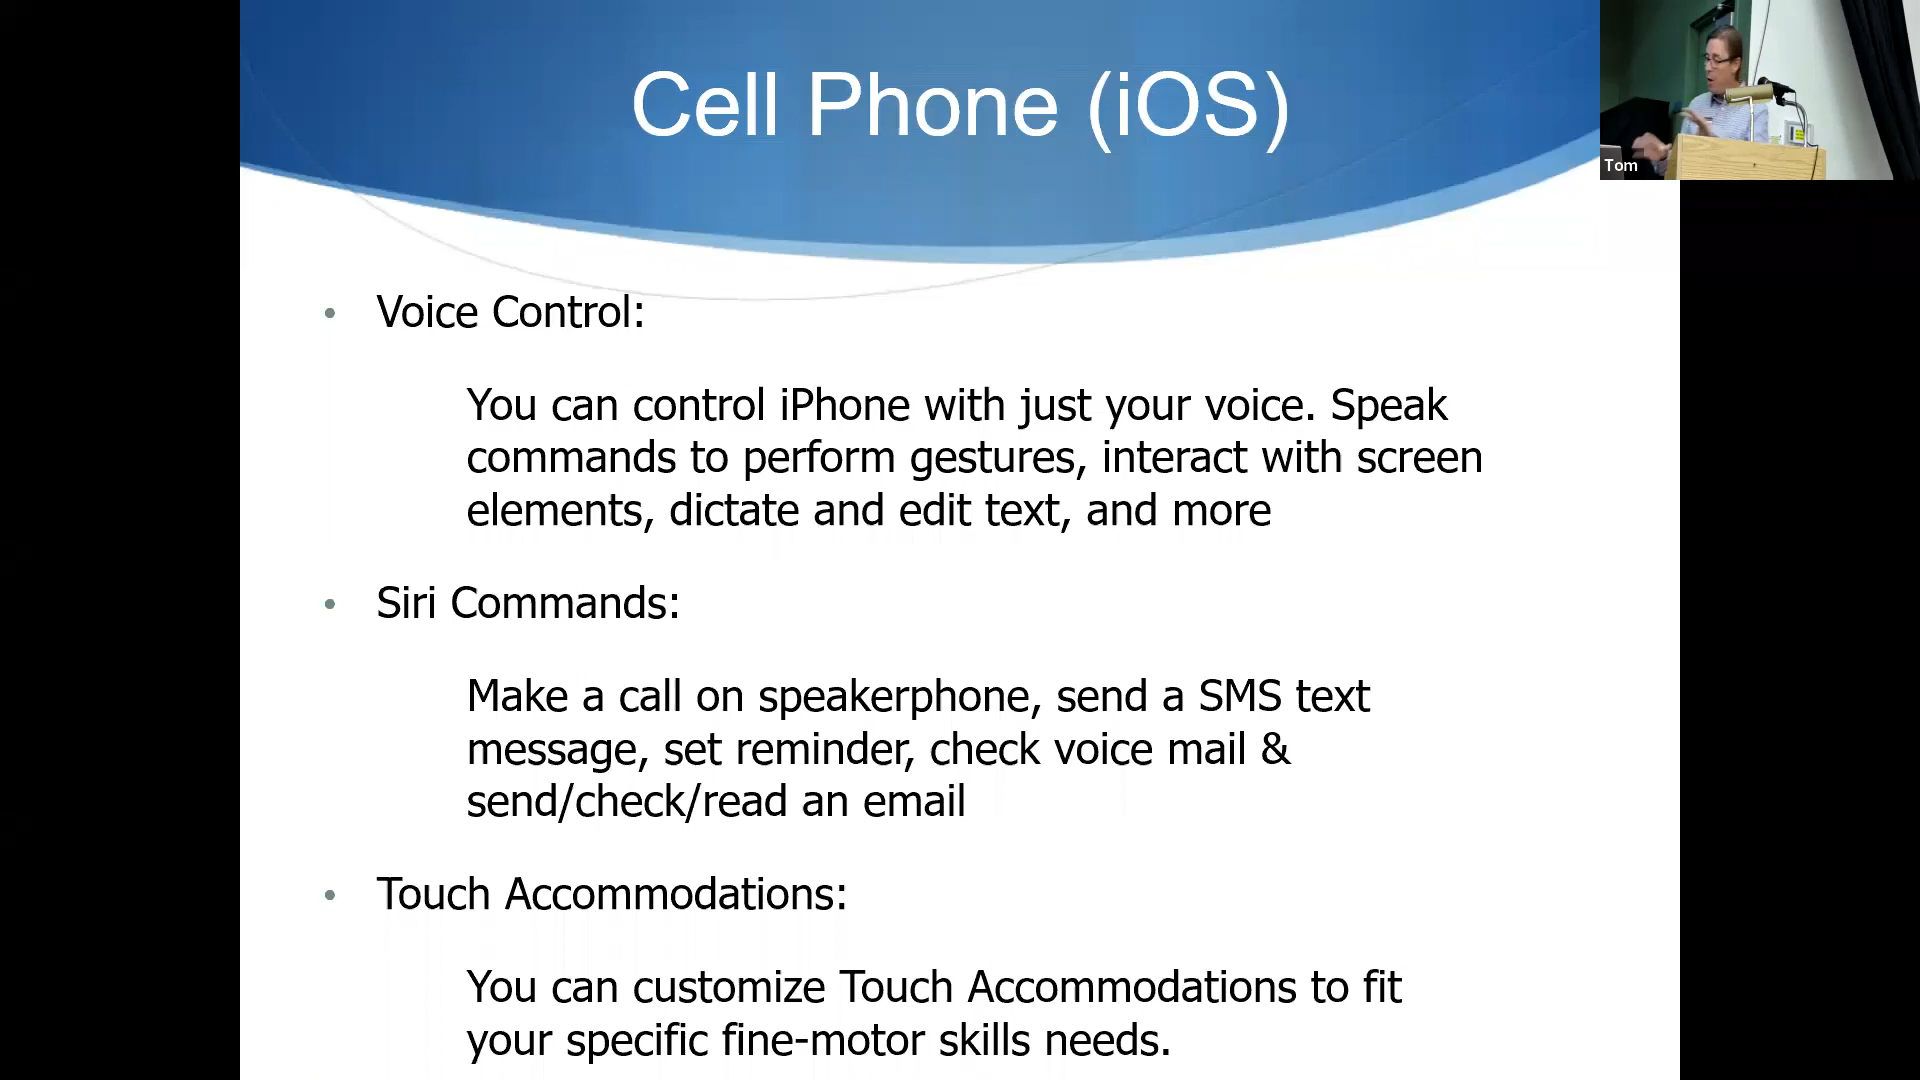 Cell Phone (iOS)
Tom
• Voice Control:
You can control iPhone with just your voice. Speak
commands to perform gestures, interact with screen
elements, dictate and edit text, and more
• Siri Commands:
Make a call on speakerphone, send a SMS text
message, set reminder, check voice mail &
send/check/read an email
• Touch Accommodations:
You can customize Touch Accommodations to fit
your specific fine-motor skills needs.